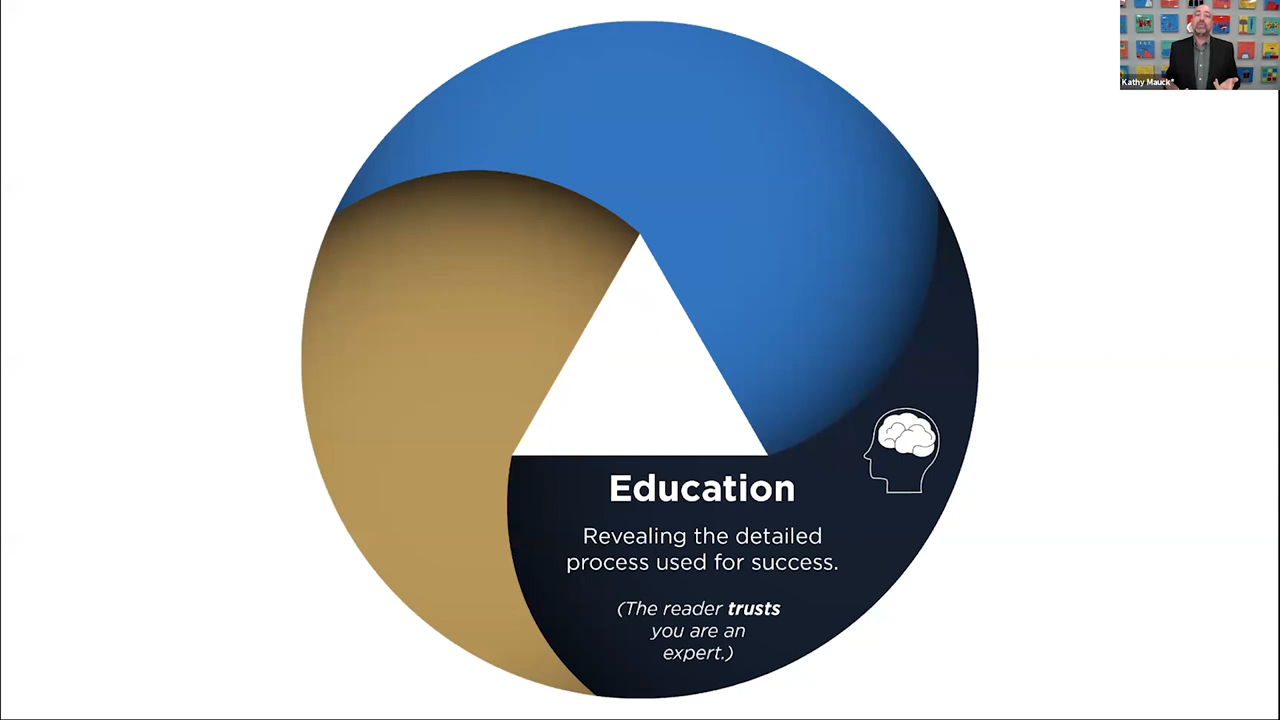 Kathy Mauck*
Education
Revealing the detailed
process used for success.
(The reader trusts
you are an
expert.)